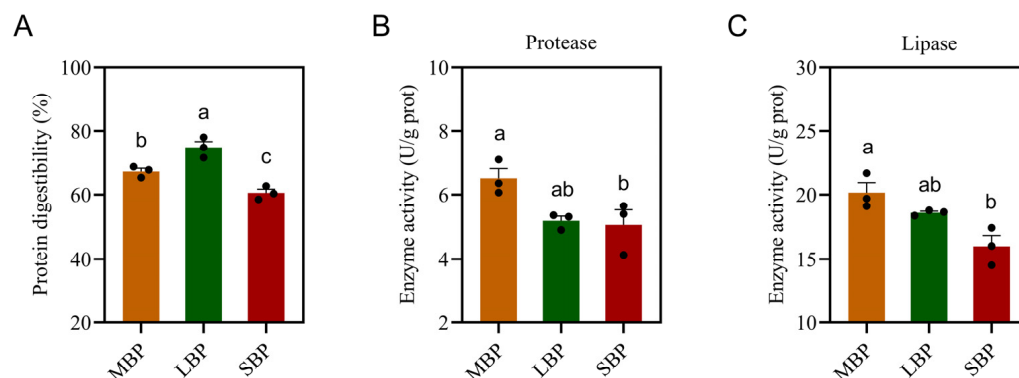 A
Protein digestibility (%)
100
80
60
40
20
b
a
c
MBP
LBP
SBP
B
Protease
Enzyme activity (U/g prot)
10
8
6
4
2
a
ab
b
MBP
LBP
SBP
C
Lipase
Enzyme activity (U/g prot)
30
25
20
15
10
a
ab
b
MBP
LBP
SBP